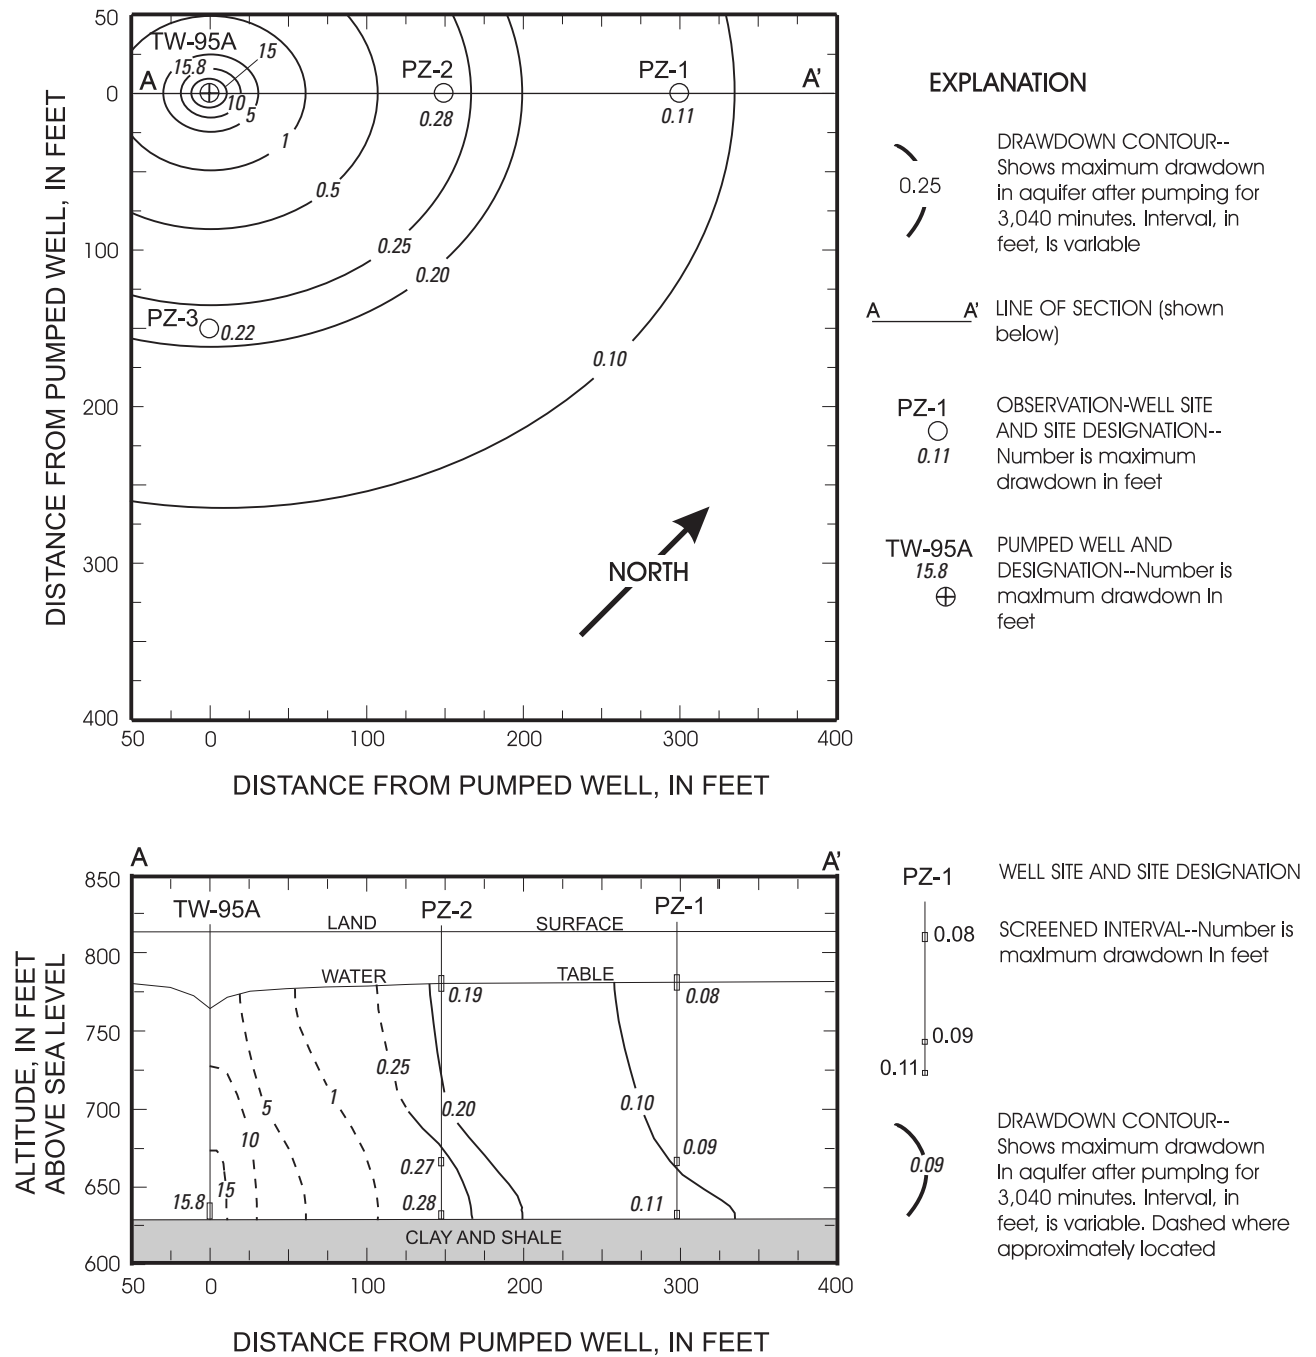 50
0
100
200
300
400
DISTANCE FROM PUMPED WELL, IN FEET
TW-95A
15
15.8
A
10
5
1
0.5
0.25
0.20
0.10
PZ-2
0.28
PZ-1
0.11
A'
PZ-3
0.22
NORTH
50 0 100 200 300 400
DISTANCE FROM PUMPED WELL, IN FEET
EXPLANATION
0.25
DRAWDOWN CONTOUR--
Shows maximum drawdown
in aquifer after pumping for
3,040 minutes. Interval, in
feet, is variable
A A'
LINE OF SECTION (shown
below)
PZ-1
0.11
OBSERVATION-WELL SITE
AND SITE DESIGNATION--
Number is maximum
drawdown in feet
TW-95A
15.8
PUMPED WELL AND
DESIGNATION--Number is
maximum drawdown in
feet
A A'
850
800
750
700
650
600
ALTITUDE, IN FEET
ABOVE SEA LEVEL
TW-95A PZ-2 PZ-1
LAND SURFACE
WATER TABLE
0.19
0.08
0.25
0.20
0.10
1
5
10
15
15.8
0.27
0.28
0.09
0.11
CLAY AND SHALE
50 0 100 200 300 400
DISTANCE FROM PUMPED WELL, IN FEET
PZ-1
WELL SITE AND SITE DESIGNATION
0.08
0.09
0.11
SCREENED INTERVAL--Number is
maximum drawdown in feet
0.09
DRAWDOWN CONTOUR--
Shows maximum drawdown
in aquifer after pumping for
3,040 minutes. Interval, in
feet, is variable. Dashed where
approximately located